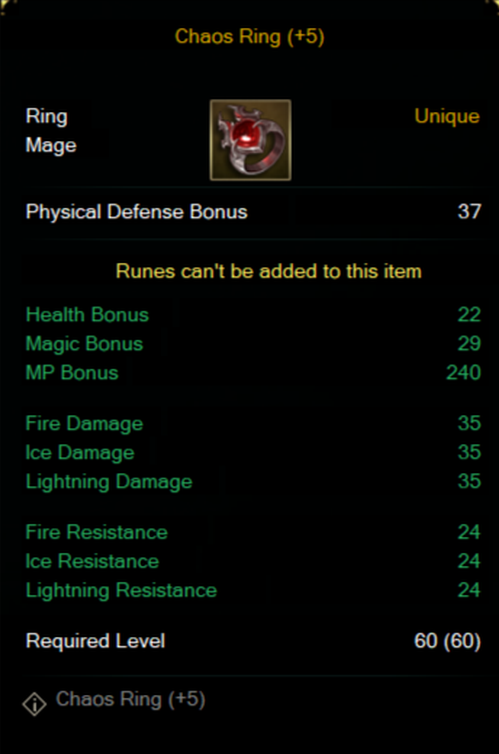 Chaos Ring (+5)
Ring
Unique
Mage
Physical Defense Bonus 37
Runes can't be added to this item
Health Bonus 22
Magic Bonus 29
MP Bonus 240
Fire Damage 35
Ice Damage 35
Lightning Damage 35
Fire Resistance 24
Ice Resistance 24
Lightning Resistance 24
Required Level 60 (60)
Chaos Ring (+5)